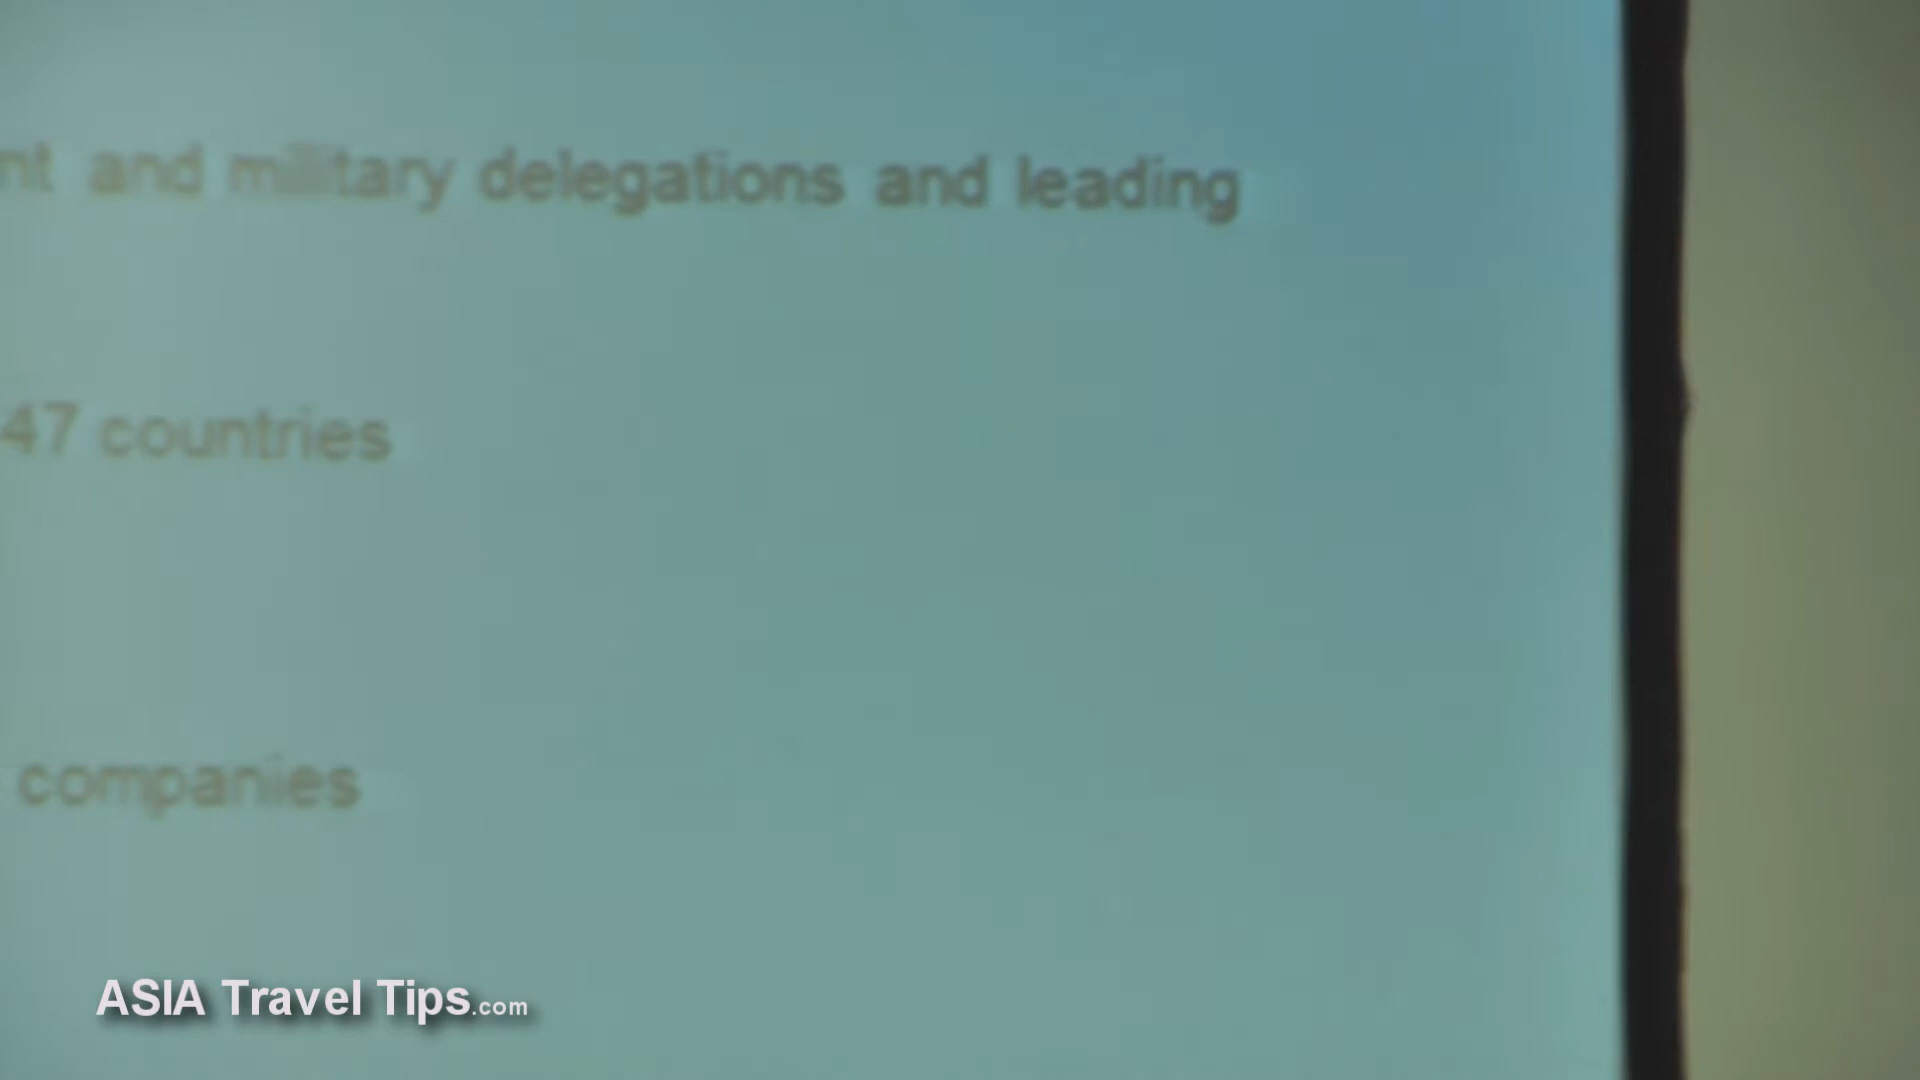 and military delegations and leading
47 countries
companies
ASIA Travel Tips.com